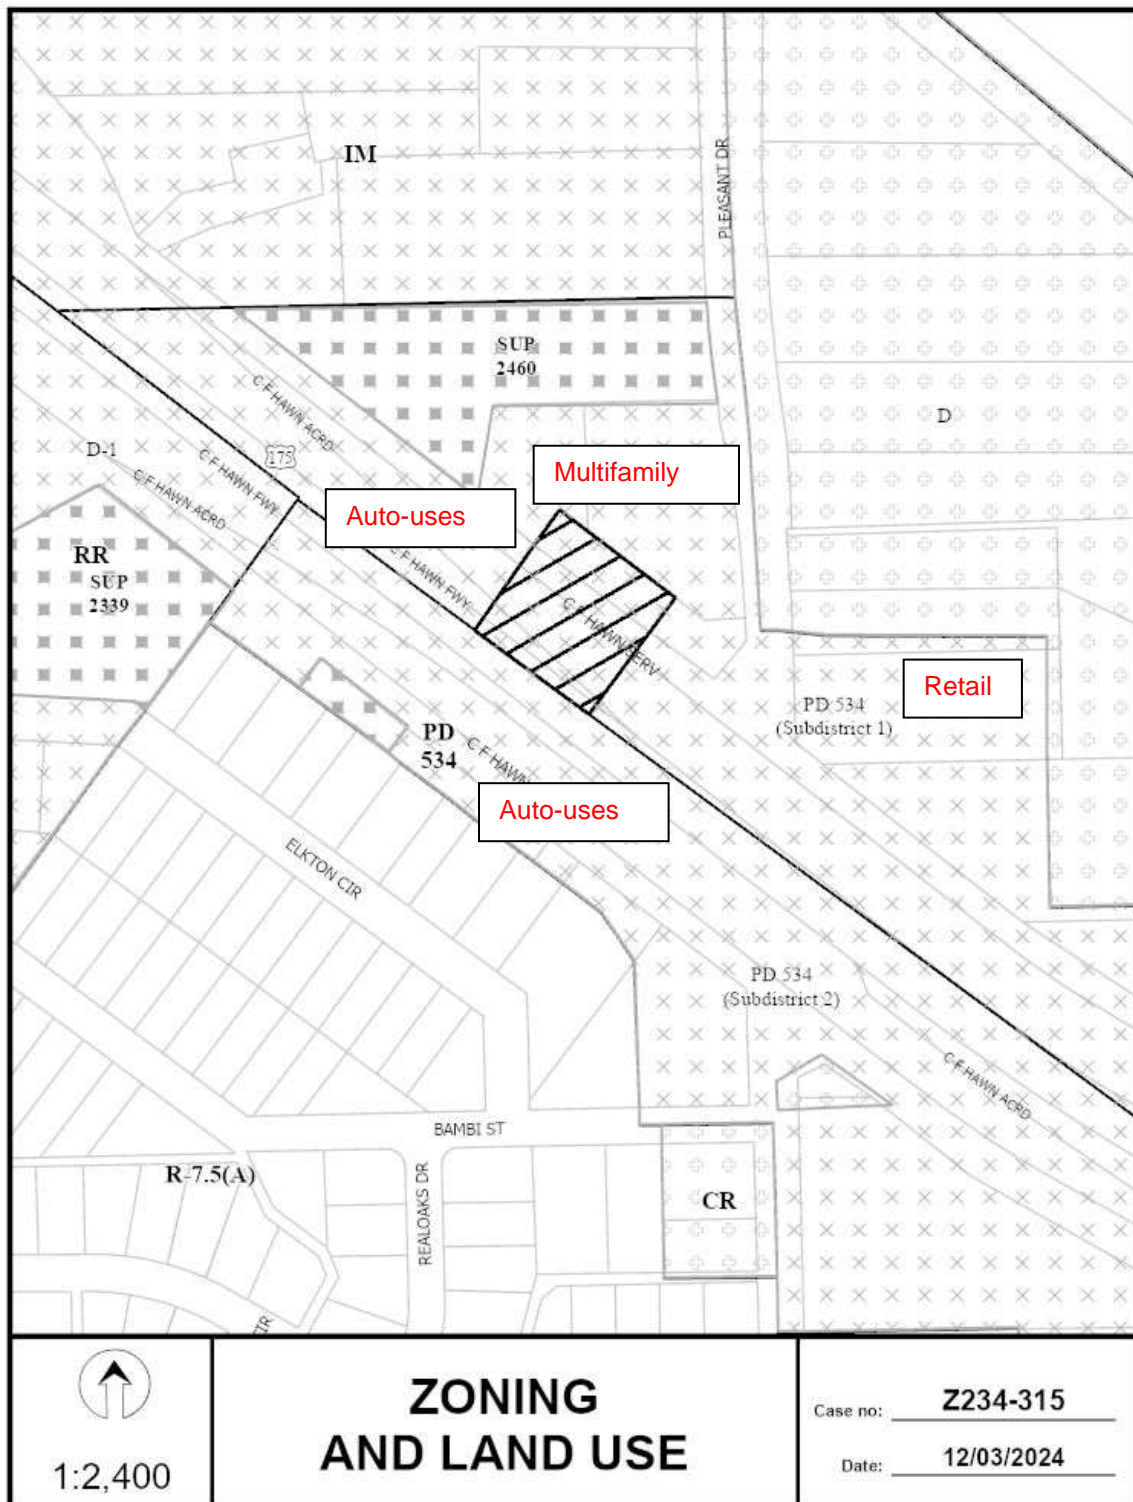 IM
PLEASANT DR
SUP
2460
C F HAWN ACRD
D
D-1
175
C F HAWN FWY
C F HAWN ACRD
Multifamily
Auto-uses
C F HAWN FWY
RR
SUP
2339
C F HAWN SERV
Retail
PD 534
(Subdistrict 1)
PD
534
C F HAWN
Auto-uses
ELKTON CIR
PD 534
(Subdistrict 2)
C F HAWN ACRD
BAMBI ST
R-7.5(A)
REALOAKS DR
CR
CIR
1:2,400
ZONING
AND LAND USE
Case no: Z234-315
Date: 12/03/2024